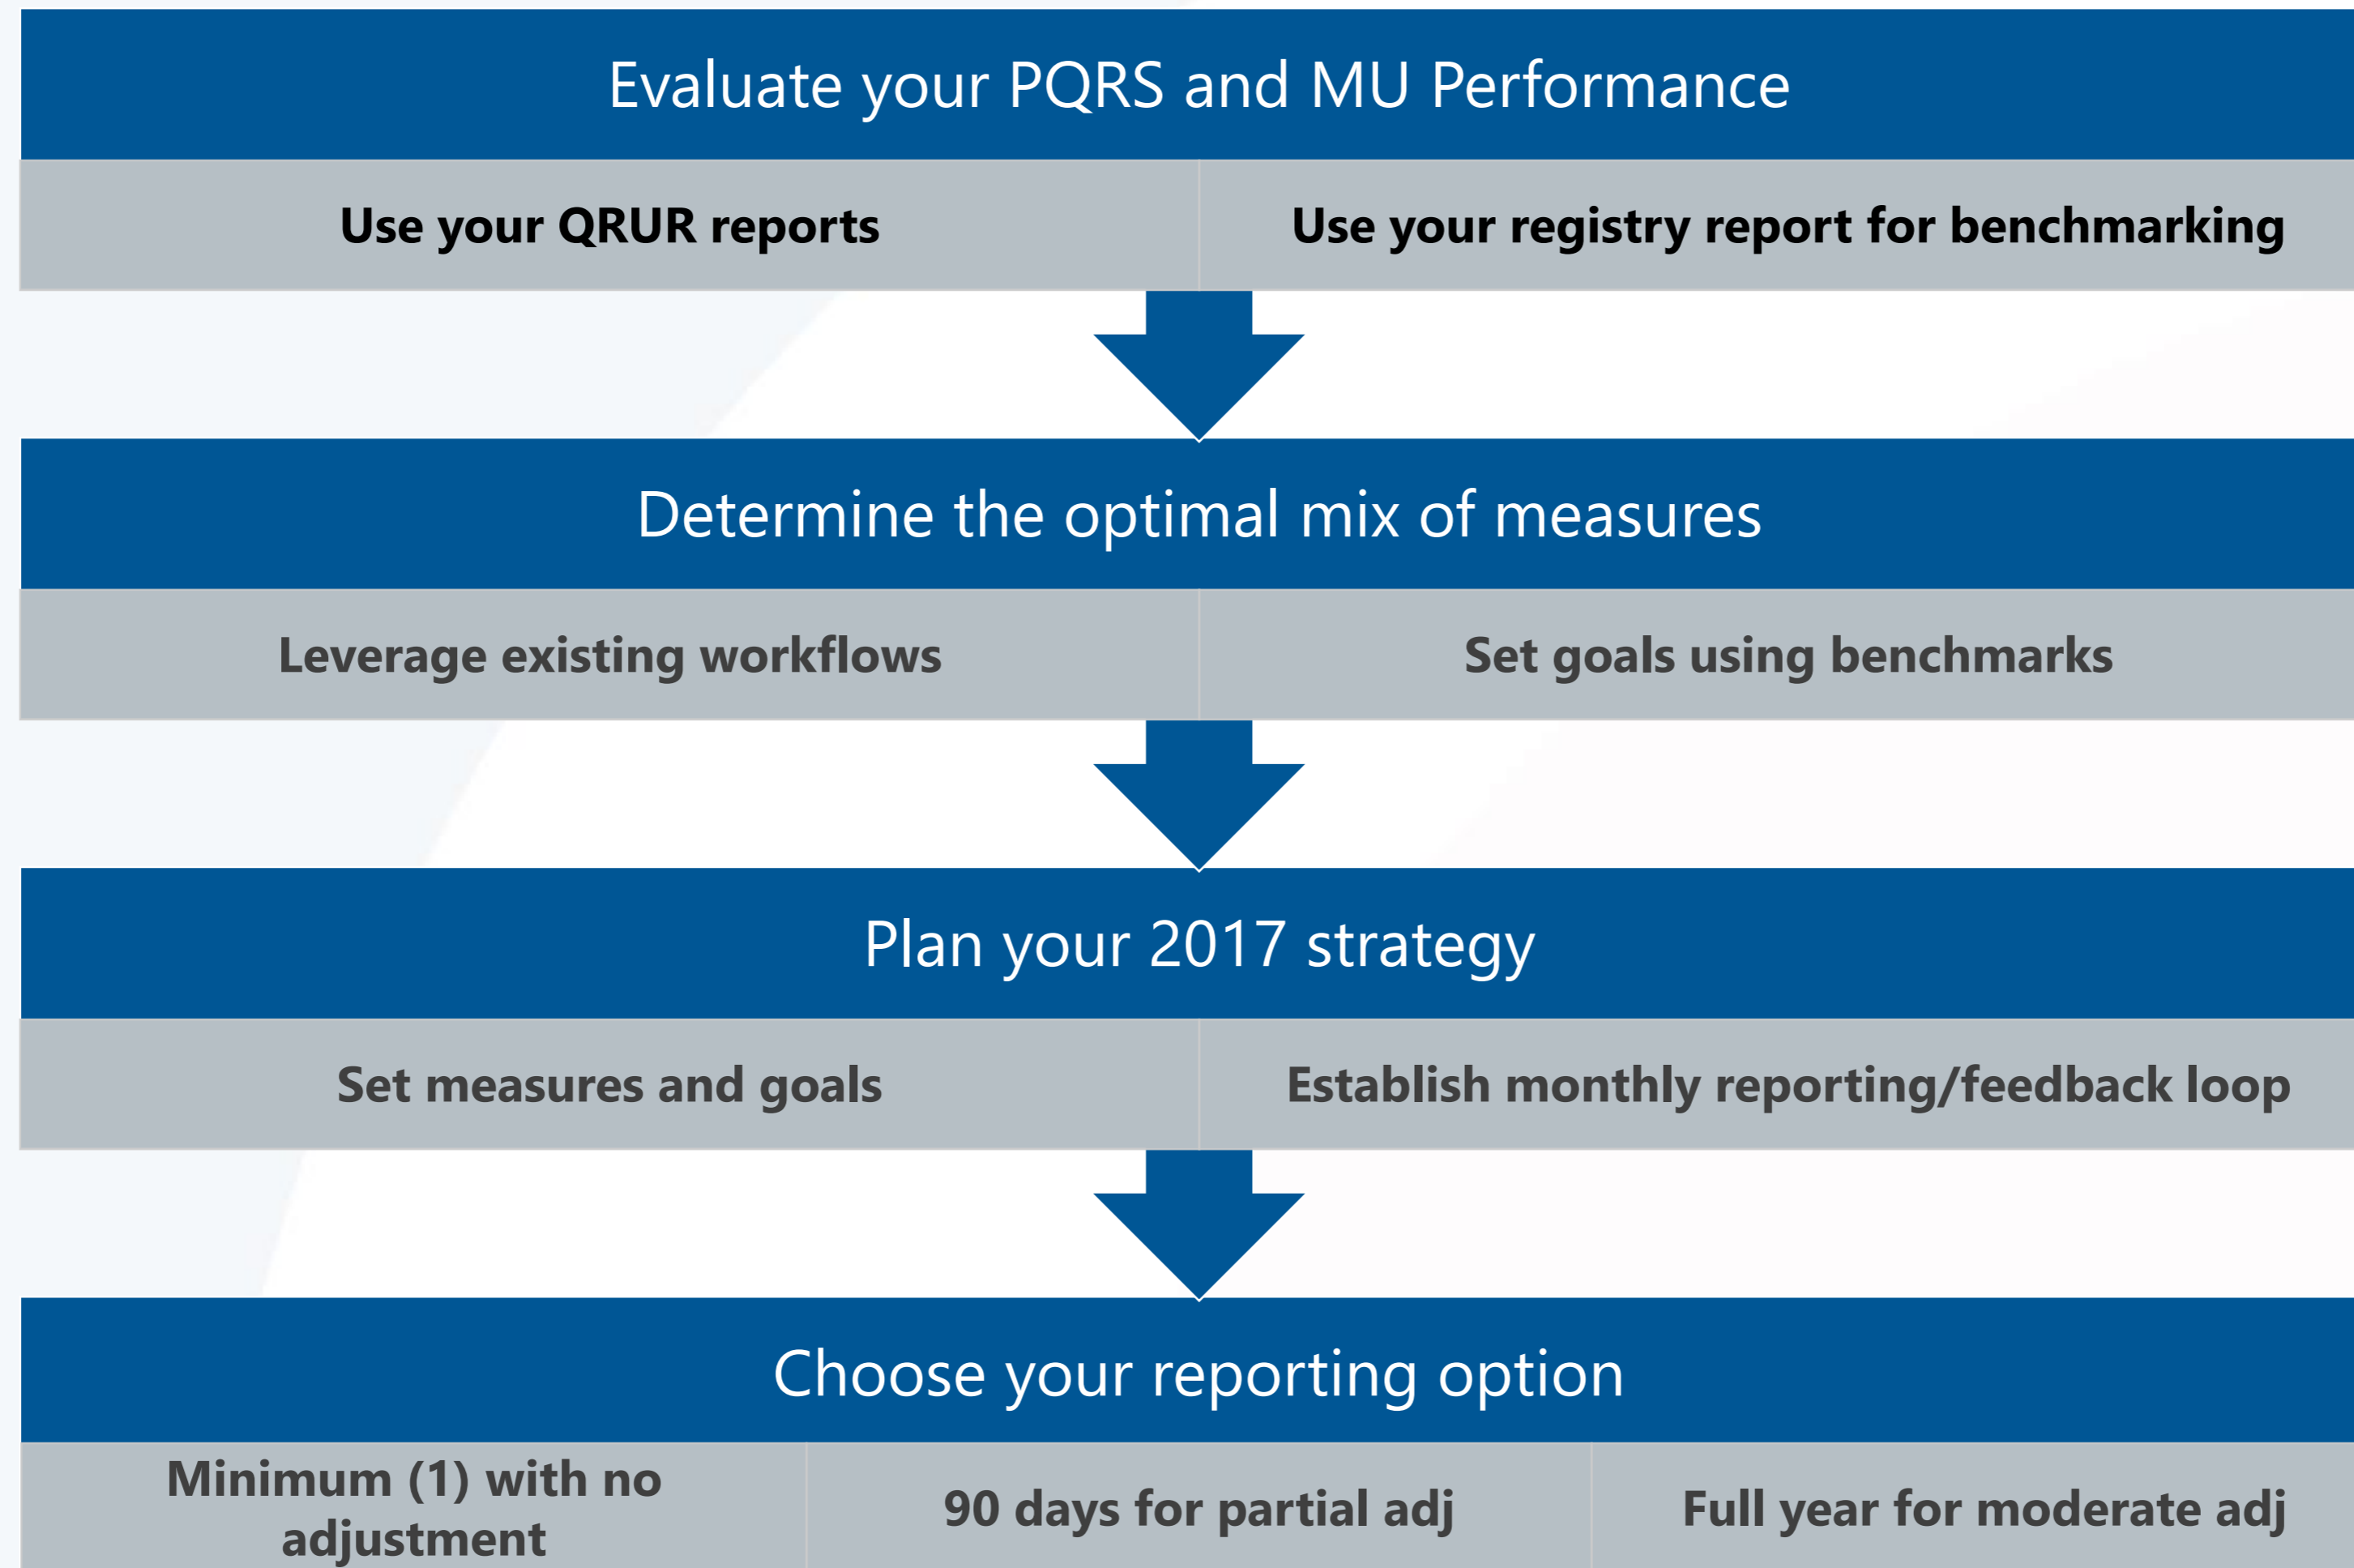 Evaluate your PQRS and MU Performance
Use your QRUR reports
Use your registry report for benchmarking
Determine the optimal mix of measures
Leverage existing workflows
Set goals using benchmarks
Plan your 2017 strategy
Set measures and goals
Establish monthly reporting/feedback loop
Choose your reporting option
Minimum (1) with no
adjustment
90 days for partial adj
Full year for moderate adj